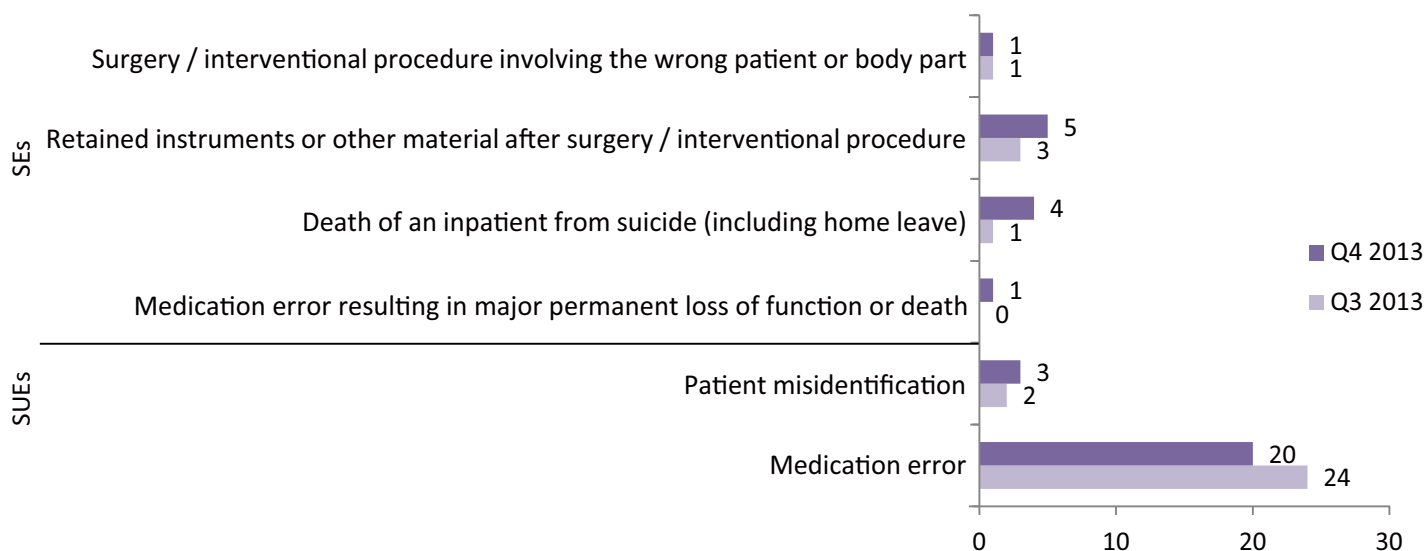 SEs
Surgery / interventional procedure involving the wrong patient or body part
1
1
Retained instruments or other material after surgery / interventional procedure
5
3
Death of an inpatient from suicide (including home leave)
4
1
Medication error resulting in major permanent loss of function or death
1
0
SUEs
Patient misidentification
3
2
Medication error
20
24
0 10 20 30
Q4 2013
Q3 2013